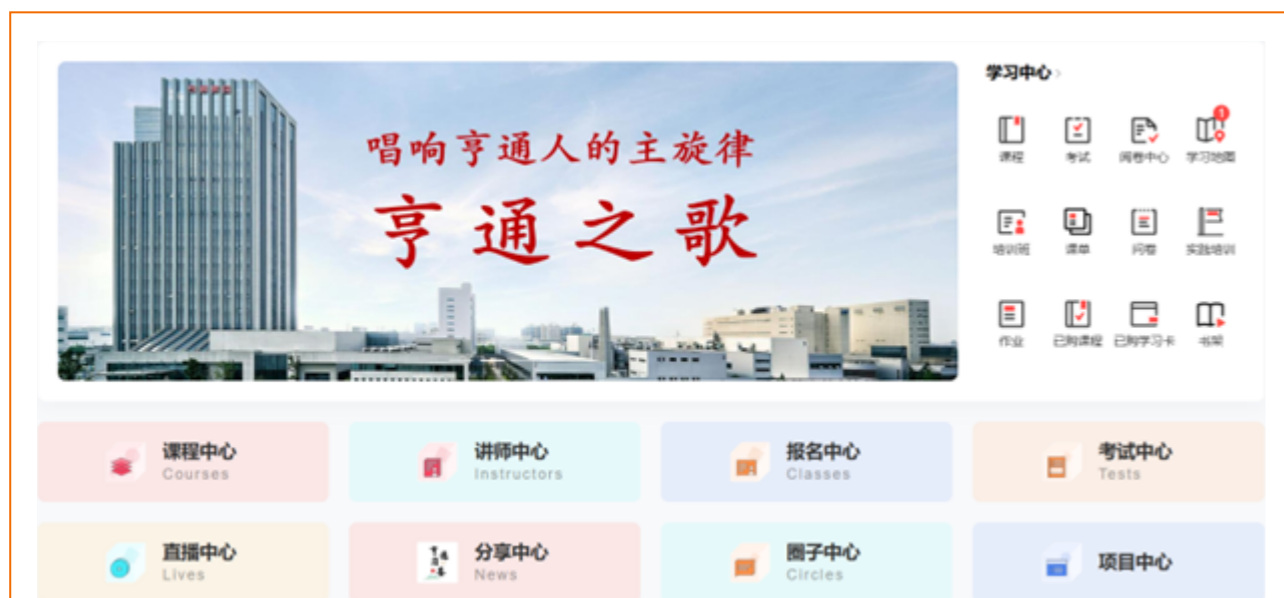 唱响亨通人的主旋律
亨通之歌
学习中心 >
课程 考试 阅卷中心 学习地图 1
培训班 课单 问卷 实践培训
作业 已购课程 已购学习卡 书架
课程中心 讲师中心 报名中心 考试中心
Courses Instructors Classes Tests
直播中心 分享中心 圈子中心 项目中心
Lives News Circles